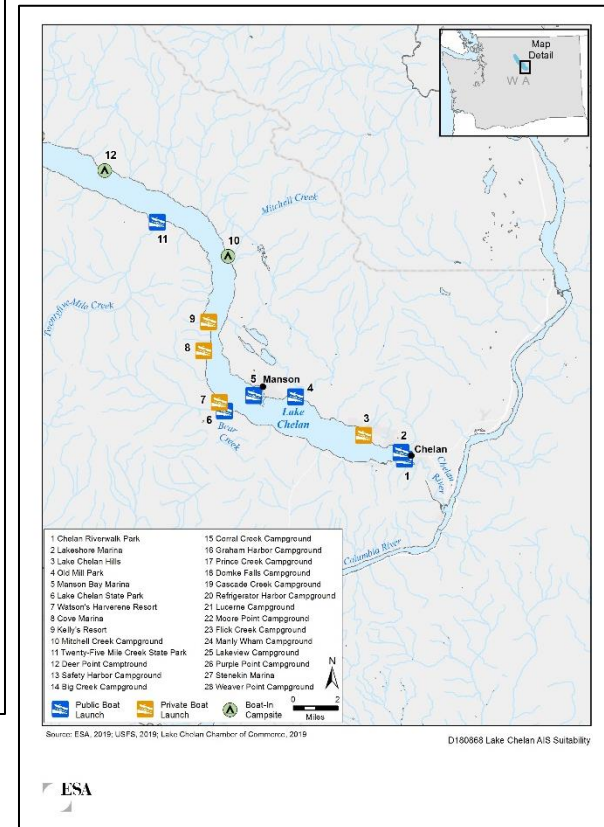 Map
Detail
W A
12
11
Mitchell Creek
10
Twentyfive Mile Creek
9
8
5 Manson
4
7
6
Lake
Chelan
Bear
Creek
3
2
Chelan
1
Chelan
River
Columbia River
1 Chelan Riverwalk Park
2 Lakeshore Marina
3 Lake Chelan Hills
4 Old Mill Park
5 Manson Bay Marina
6 Lake Chelan State Park
7 Watson's Harverene Resort
8 Cove Marina
9 Kelly's Resort
10 Mitchell Creek Campground
11 Twenty-Five Mile Creek State Park
12 Deer Point Camptround
13 Safety Harbor Campground
14 Big Creek Campground
15 Corral Creek Campground
16 Graham Harbor Campground
17 Prince Creek Campground
18 Domke Falls Campground
19 Cascade Creek Campground
20 Refrigerator Harbor Campground
21 Lucerne Campground
22 Moore Point Campground
23 Flick Creek Campground
24 Manly Wham Campground
25 Lakeview Campground
26 Purple Point Campground
27 Stenekin Marina
28 Weaver Point Campground
N
Public Boat
Launch
Private Boat
Launch
Boat-In
Campsite
0 2
Miles
Source: ESA, 2019; USFS, 2019; Lake Chelan Chamber of Commerce, 2019
D180868 Lake Chelan AIS Suitability
ESA